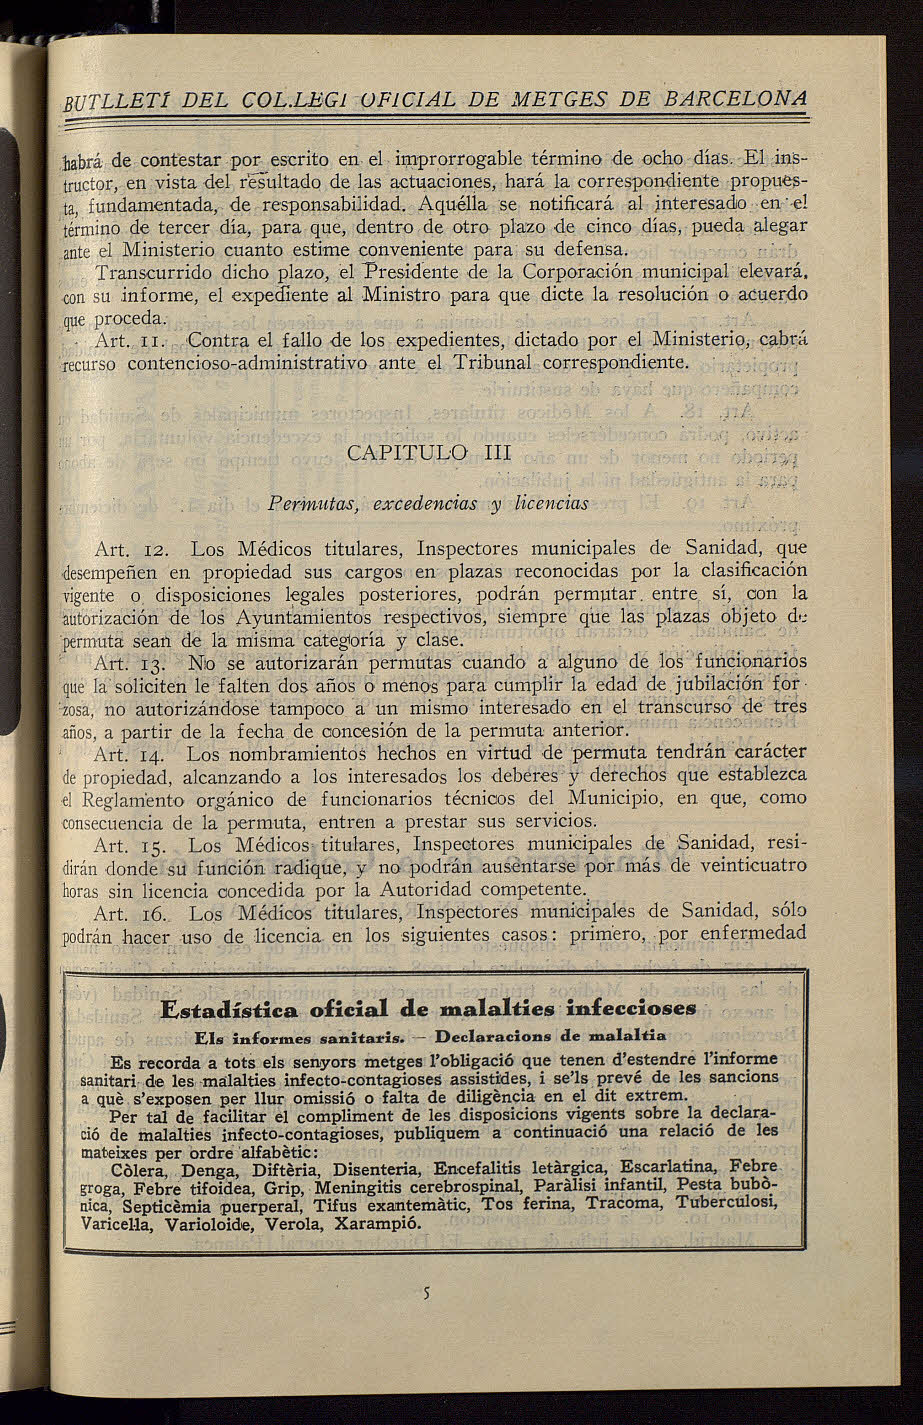 BUTLLETÍ DEL COL.LEGI OFICIAL DE METGES DE BARCELONA
habrá de contestar por escrito en el improrrogable término de ocho días. El ins-
tructor, en vista del resultado de las actuaciones, hará la correspondiente propues-
ta, fundamentada, de responsabilidad. Aquélla se notificará al interesado en el
término de tercer día, para que, dentro de otro plazo de cinco días, pueda alegar
ante el Ministerio cuanto estime conveniente para su defensa.
Transcurrido dicho plazo, el Presidente de la Corporación municipal elevará,
con su informe, el expediente al Ministro para que dicte la resolución o acuerdo
que proceda.
Art. 11. Contra el fallo de los expedientes, dictado por el Ministerio, cabrá
recurso contencioso-administrativo ante el Tribunal correspondiente.
CAPITULO III
Permutas, excedencias y licencias
Art. 12. Los Médicos titulares, Inspectores municipales de Sanidad, que
desempeñen en propiedad sus cargos en plazas reconocidas por la clasificación
vigente o disposiciones legales posteriores, podrán permutar entre sí, con la
autorización de los Ayuntamientos respectivos, siempre que las plazas objeto de
permuta sean de la misma categoría y clase.
Art. 13. No se autorizarán permutas cuando a alguno de los funcionarios
que la soliciten le falten dos años o menos para cumplir la edad de jubilación for-
zosa, no autorizándose tampoco a un mismo interesado en el transcurso de tres
años, a partir de la fecha de concesión de la permuta anterior.
Art. 14. Los nombramientos hechos en virtud de permuta tendrán carácter
de propiedad, alcanzando a los interesados los deberes y derechos que establezca
el Reglamento orgánico de funcionarios técnicos del Municipio, en que, como
consecuencia de la permuta, entren a prestar sus servicios.
Art. 15. Los Médicos titulares, Inspectores municipales de Sanidad, resi-
dirán donde su función radique, y no podrán ausentarse por más de veinticuatro
horas sin licencia concedida por la Autoridad competente.
Art. 16. Los Médicos titulares, Inspectores municipales de Sanidad, sólo
podrán hacer uso de licencia en los siguientes casos: primero, por enfermedad
Estadística oficial de malalties infeccioses
Els informes sanitaris. — Declaracions de malaltia
Es recorda a tots els senyors metges l'obligació que tenen d'estendre l'informe
sanitari de les malalties infecto-contagioses assistides, i se'ls prevé de les sancions
a què s'exposen per llur omissió o falta de diligència en el dit extrem.
Per tal de facilitar el compliment de les disposicions vigents sobre la declara-
ció de malalties infecto-contagioses, publiquem a continuació una relació de les
mateixes per ordre alfabètic:
Còlera, Denga, Diftèria, Disenteria, Encefalitis letàrgica, Escarlatina, Febre
groga, Febre tifoidea, Grip, Meningitis cerebrospinal, Paràlisi infantil, Pesta bubò-
nica, Septicèmia puerperal, Tifus exantemàtic, Tos ferina, Tracoma, Tuberculosi,
Varicel·la, Varioloide, Verola, Xarampió.
5